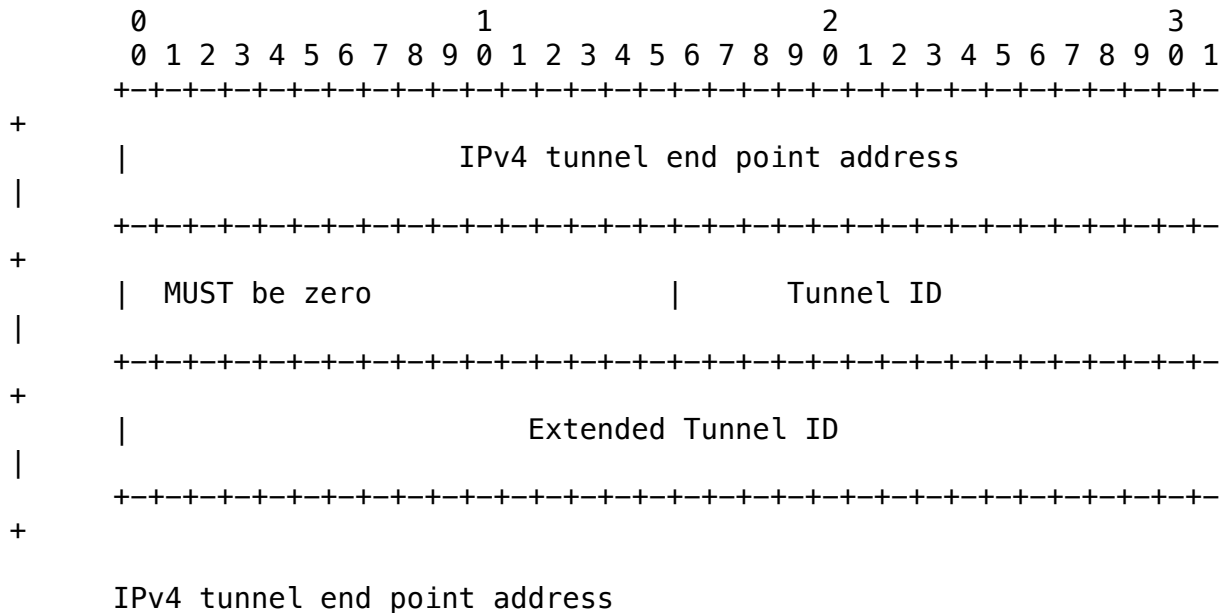 0                   1                   2                   3
0 1 2 3 4 5 6 7 8 9 0 1 2 3 4 5 6 7 8 9 0 1 2 3 4 5 6 7 8 9 0 1
+-+-+-+-+-+-+-+-+-+-+-+-+-+-+-+-+-+-+-+-+-+-+-+-+-+-+-+-+-+-+-+-
+
|                   IPv4 tunnel end point address
|
+-+-+-+-+-+-+-+-+-+-+-+-+-+-+-+-+-+-+-+-+-+-+-+-+-+-+-+-+-+-+-+-
+
|  MUST be zero                 |      Tunnel ID
|
+-+-+-+-+-+-+-+-+-+-+-+-+-+-+-+-+-+-+-+-+-+-+-+-+-+-+-+-+-+-+-+-
+
|                       Extended Tunnel ID
|
+-+-+-+-+-+-+-+-+-+-+-+-+-+-+-+-+-+-+-+-+-+-+-+-+-+-+-+-+-+-+-+-
+
IPv4 tunnel end point address